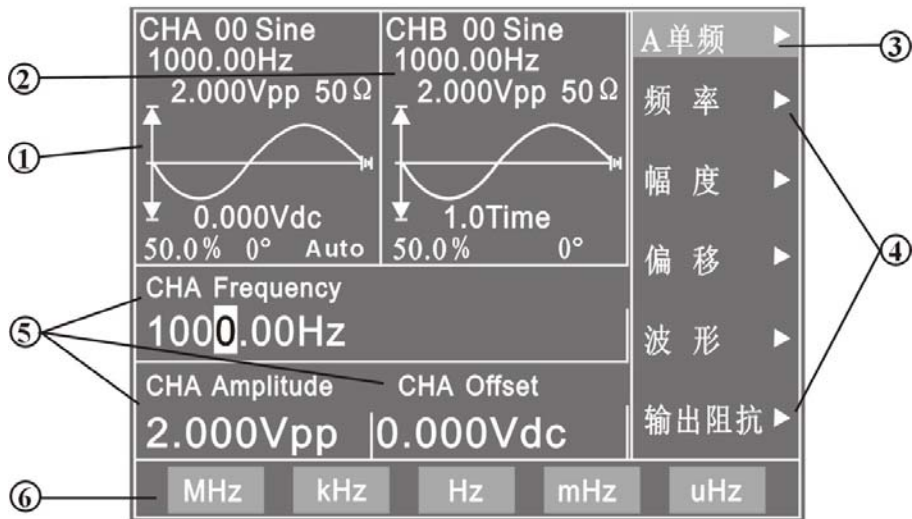 CHA 00 Sine
1000.00Hz
2.000Vpp 50Ω
0.000Vdc
50.0% 0° Auto
CHB 00 Sine
1000.00Hz
2.000Vpp 50Ω
1.0Time
50.0% 0°
CHA Frequency
1000.00Hz
CHA Amplitude
2.000Vpp
CHA Offset
0.000Vdc
A单频
频 率
幅 度
偏 移
波 形
输出阻抗
MHz kHz Hz mHz uHz
②
①
⑤
⑥
③
④